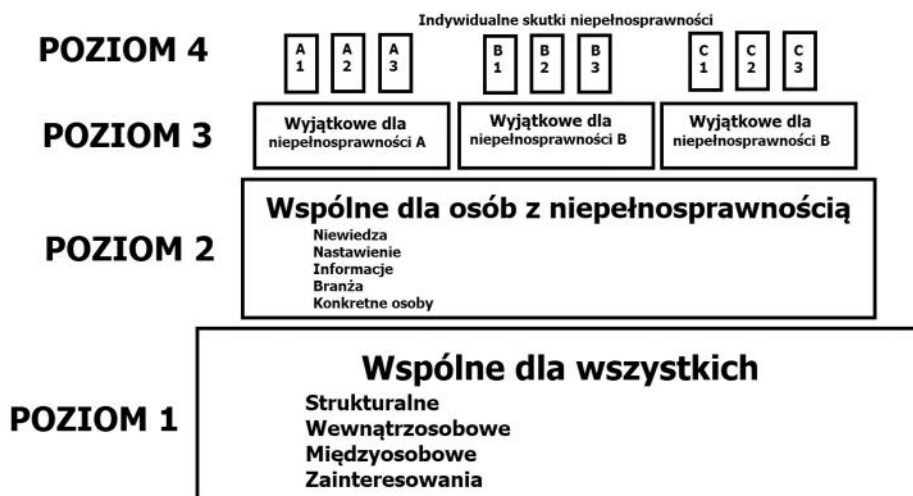 Indywidualne skutki niepełnosprawności
POZIOM 4
A 1
A 2
A 3
B 1
B 2
B 3
C 1
C 2
C 3
POZIOM 3
Wyjątkowe dla
niepełnosprawności A
Wyjątkowe dla
niepełnosprawności B
Wyjątkowe dla
niepełnosprawności B
POZIOM 2
Wspólne dla osób z niepełnosprawnością
Niewiedza
Nastawienie
Informacje
Branża
Konkretne osoby
POZIOM 1
Wspólne dla wszystkich
Strukturalne
Wewnątrzosobowe
Międzyosobowe
Zainteresowania